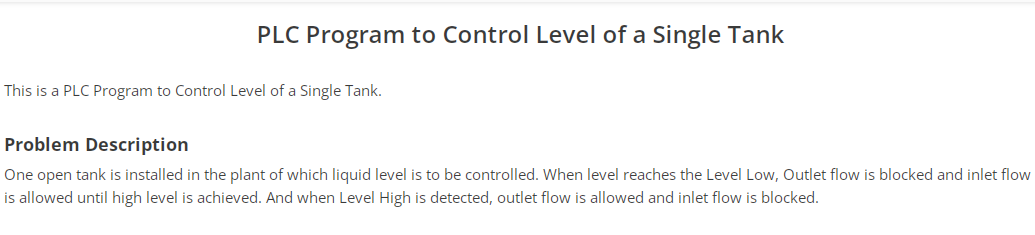 PLC Program to Control Level of a Single Tank
This is a PLC Program to Control Level of a Single Tank.
Problem Description
One open tank is installed in the plant of which liquid level is to be controlled. When level reaches the Level Low, Outlet flow is blocked and inlet flow
is allowed until high level is achieved. And when Level High is detected, outlet flow is allowed and inlet flow is blocked.